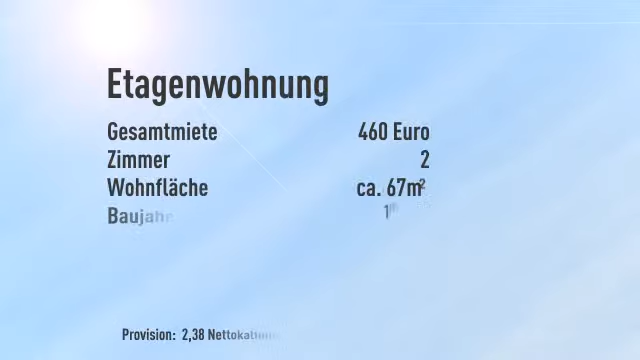 Etagenwohnung
Gesamtmiete 460 Euro
Zimmer 2
Wohnfläche ca. 67m²
Provision: 2,38